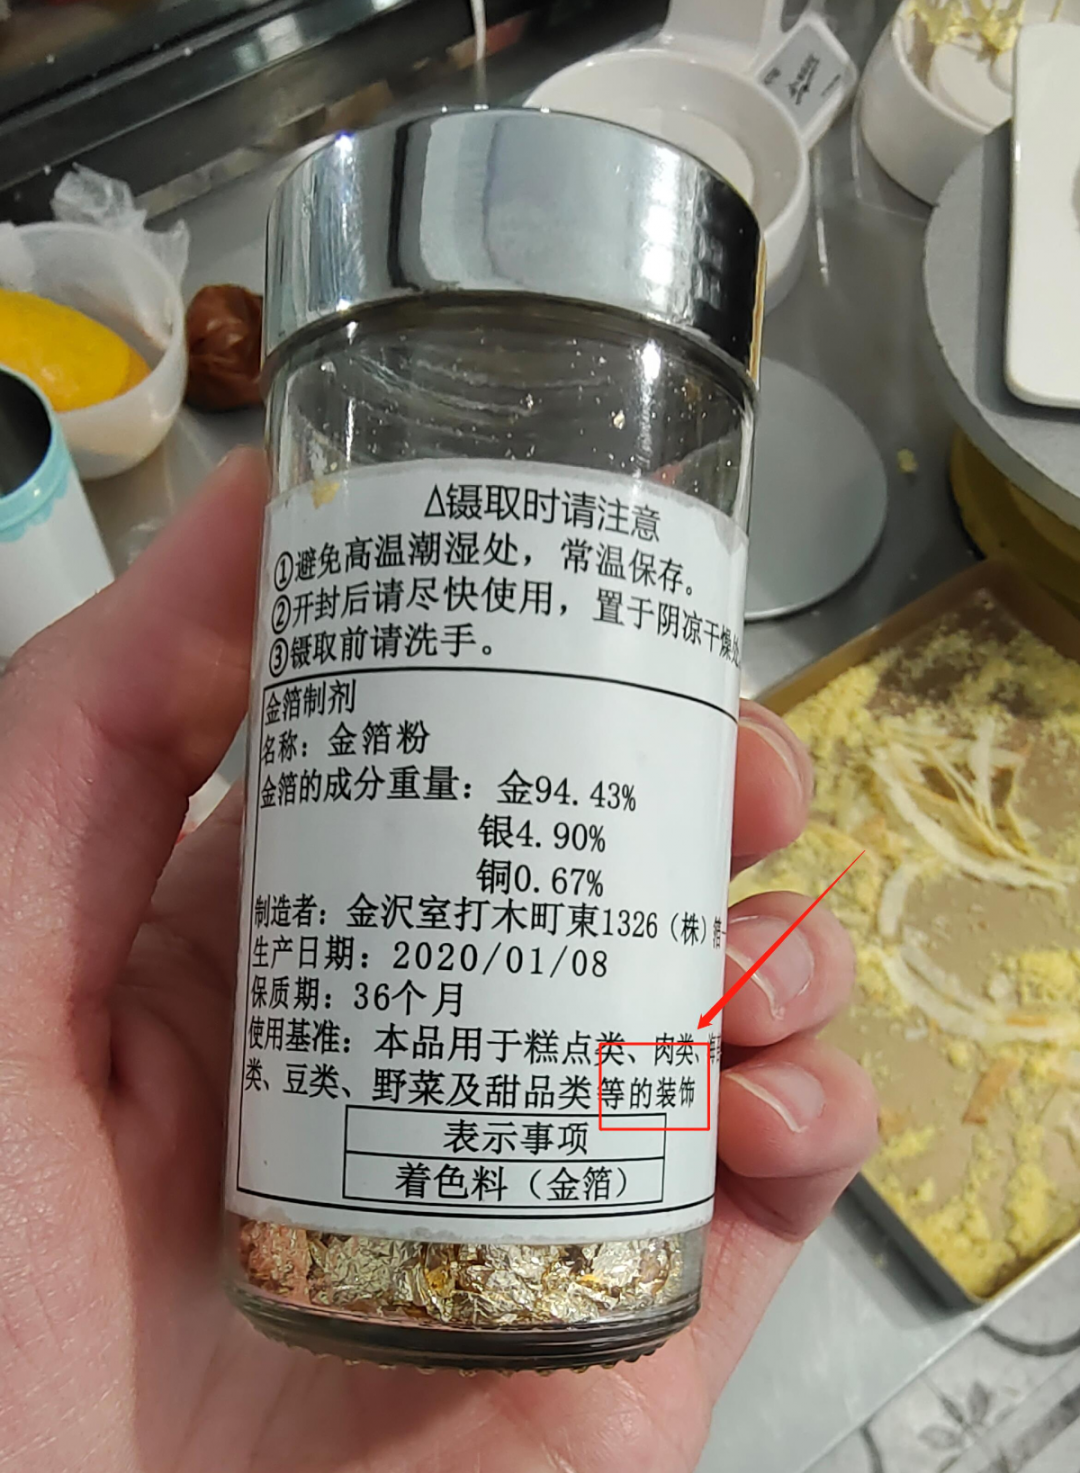 Δ镊取时请注意
①避免高温潮湿处，常温保存。
②开封后请尽快使用，置于阴凉干燥处
③镊取前请洗手。
金箔制剂
名称：金箔粉
金箔的成分重量：金94.43%
银4.90%
铜0.67%
制造者：金沢室打木町東1326（株）箔一
生产日期：2020/01/08
保质期：36个月
使用基准：本品用于糕点类、肉类、海苔
类、豆类、野菜及甜品类等的装饰
表示事项
着色料（金箔）